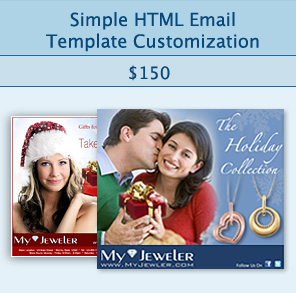 Simple HTML Email
Template Customization
$150
Take
The
Holiday
Collection
MY JEWELER
MY JEWELER
WWW.MYJEWLER.COM
Follow Us On